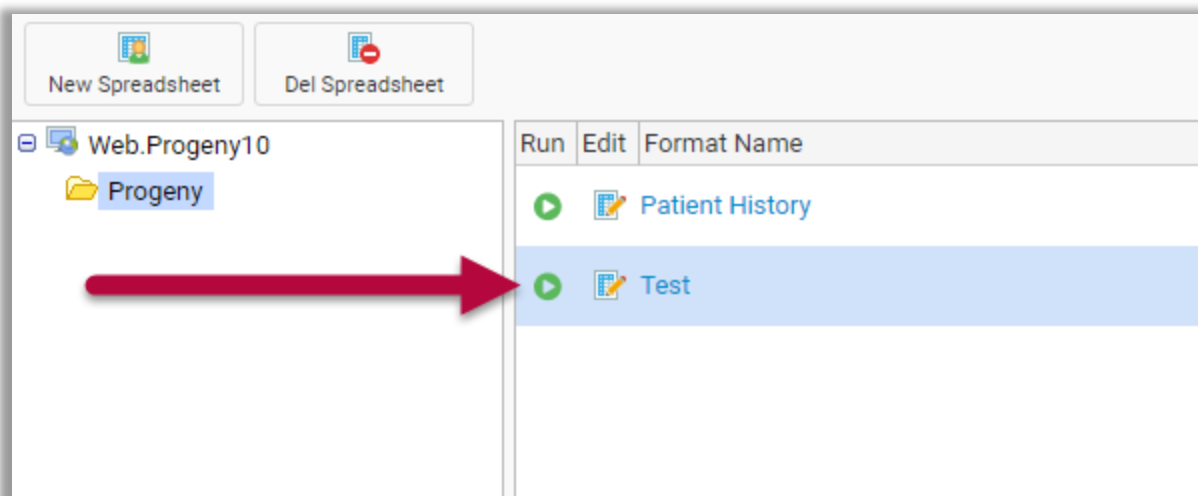 New Spreadsheet Del Spreadsheet
Web.Progeny10
Progeny
Run Edit Format Name
Patient History
Test